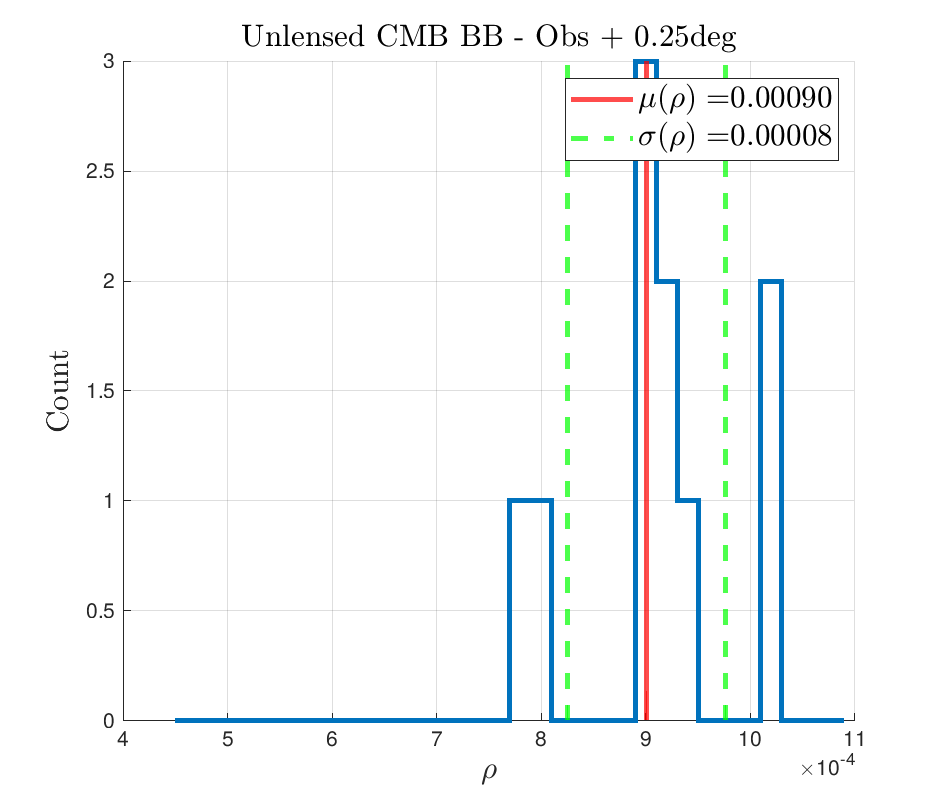 Unlensed CMB BB - Obs + 0.25deg
μ(ρ) =0.00090
σ(ρ) =0.00008
Count
3
2.5
2
1.5
1
0.5
0
4 5 6 7 8 9 10 11
×10-4
ρ